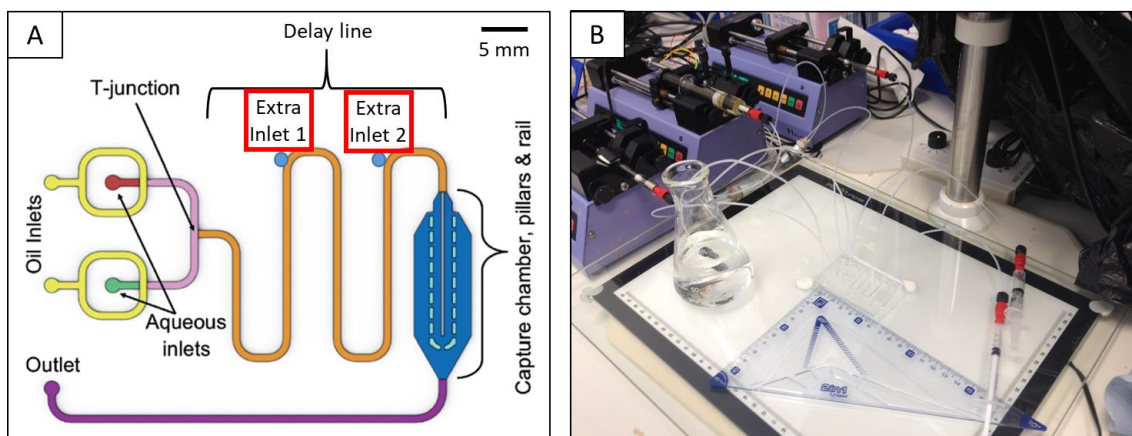 A
Delay line
5 mm
T-junction
Extra
Inlet 1
Extra
Inlet 2
Oil Inlets
Aqueous
inlets
Outlet
Capture chamber, pillars & rail
B
2in1